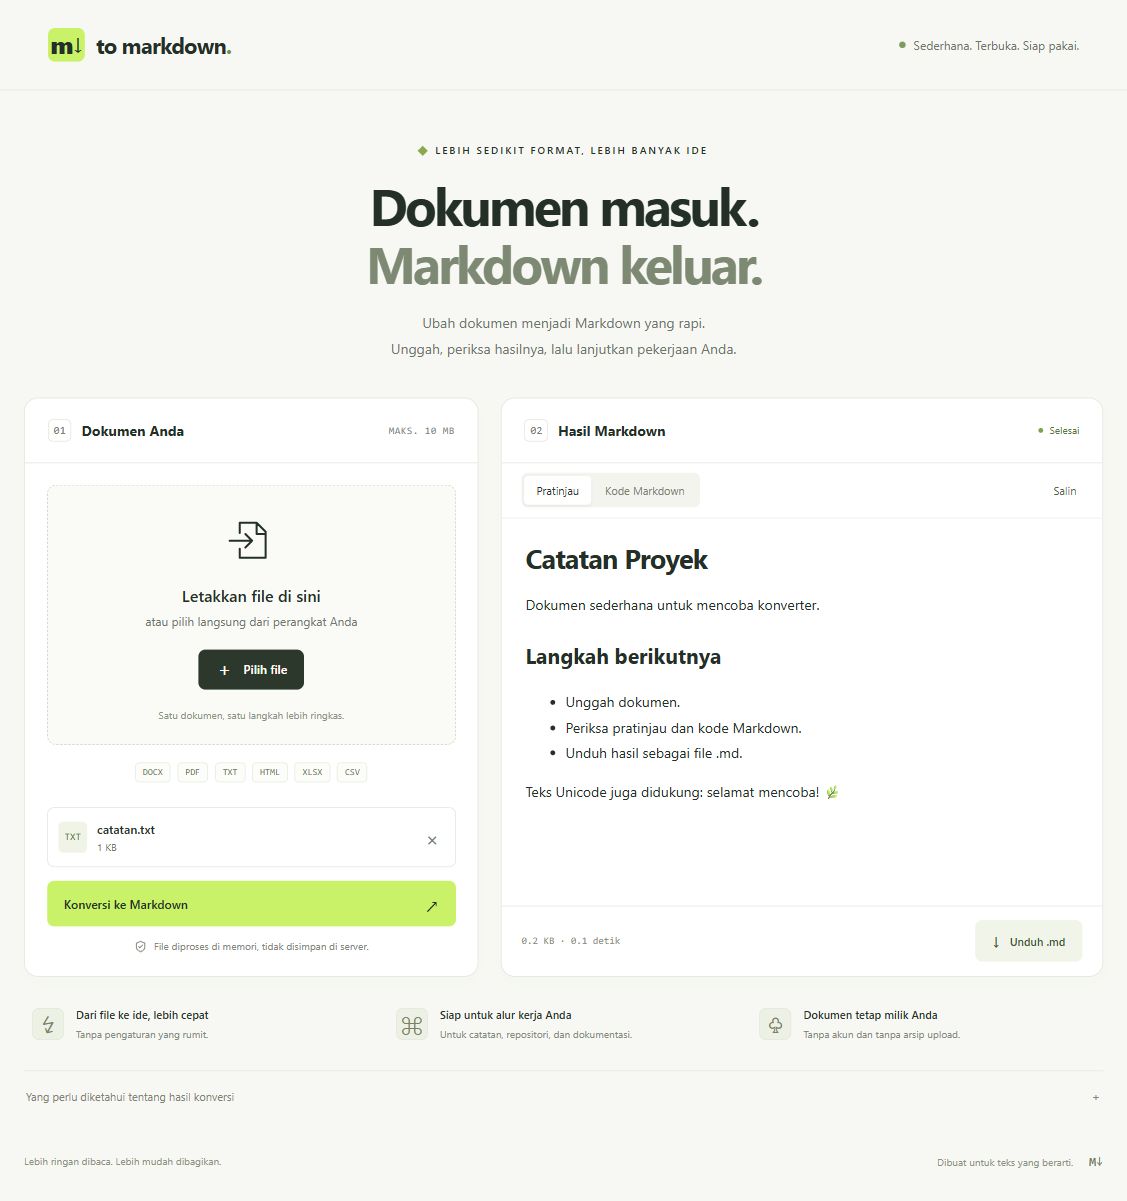 m↓ to markdown.
Sederhana. Terbuka. Siap pakai.
LEBIH SEDIKIT FORMAT, LEBIH BANYAK IDE
Dokumen masuk.
Markdown keluar.
Ubah dokumen menjadi Markdown yang rapi.
Unggah, periksa hasilnya, lalu lanjutkan pekerjaan Anda.
01 Dokumen Anda MAKS. 10 MB
Letakkan file di sini
atau pilih langsung dari perangkat Anda
+ Pilih file
Satu dokumen, satu langkah lebih ringkas.
DOCX PDF TXT HTML XLSX CSV
TXT catatan.txt
1 KB
Konversi ke Markdown ↗
File diproses di memori, tidak disimpan di server.
02 Hasil Markdown Selesai
Pratinjau Kode Markdown Salin
Catatan Proyek
Dokumen sederhana untuk mencoba konverter.
Langkah berikutnya
• Unggah dokumen.
• Periksa pratinjau dan kode Markdown.
• Unduh hasil sebagai file .md.
Teks Unicode juga didukung: selamat mencoba! 🌿
0.2 KB · 0.1 detik ↓ Unduh .md
Dari file ke ide, lebih cepat
Tanpa pengaturan yang rumit.
Siap untuk alur kerja Anda
Untuk catatan, repositori, dan dokumentasi.
Dokumen tetap milik Anda
Tanpa akun dan tanpa arsip upload.
Yang perlu diketahui tentang hasil konversi +
Lebih ringan dibaca. Lebih mudah dibagikan.
Dibuat untuk teks yang berarti. M↓